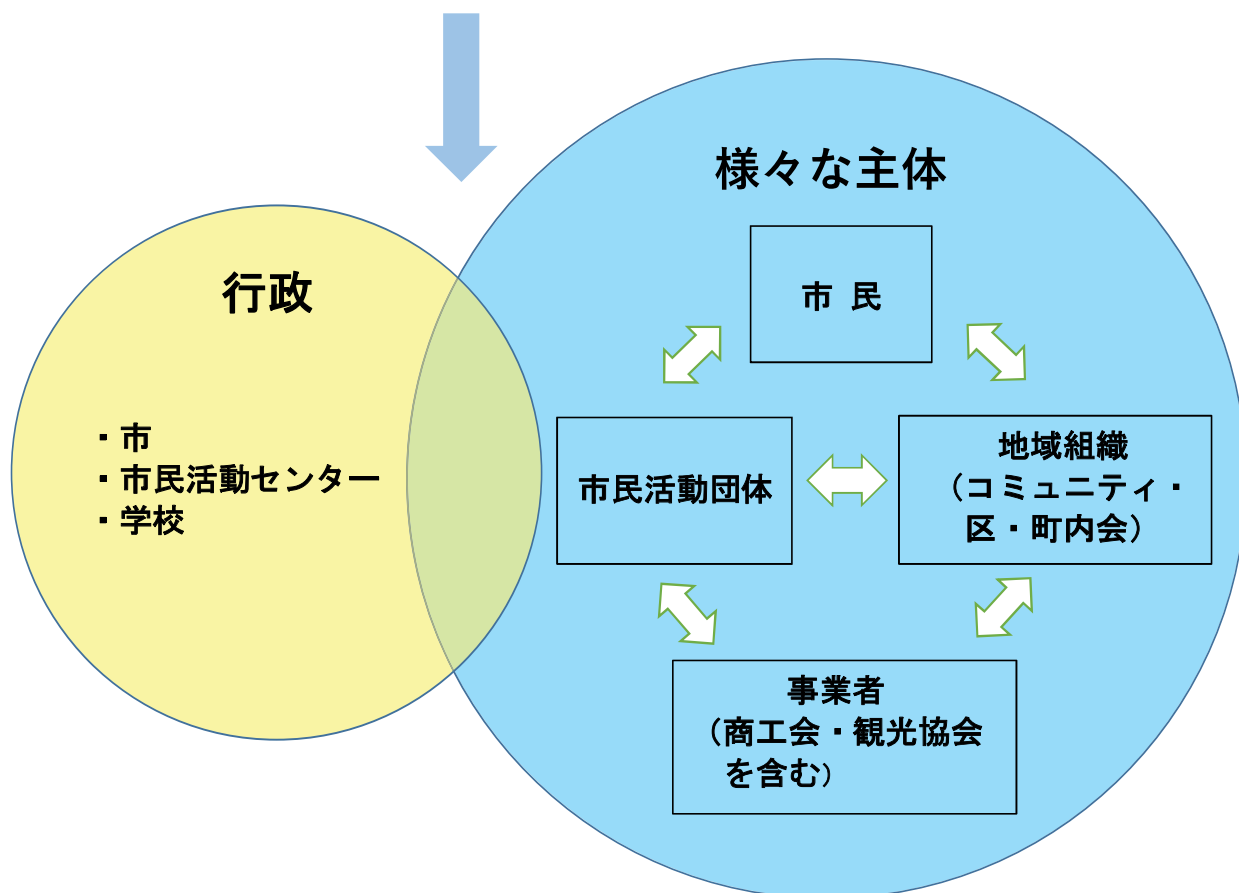 様々な主体
行政
市 民
・市
・市民活動センター
・学校
市民活動団体
地域組織
（コミュニティ・
区・町内会）
事業者
（商工会・観光協会
を含む）